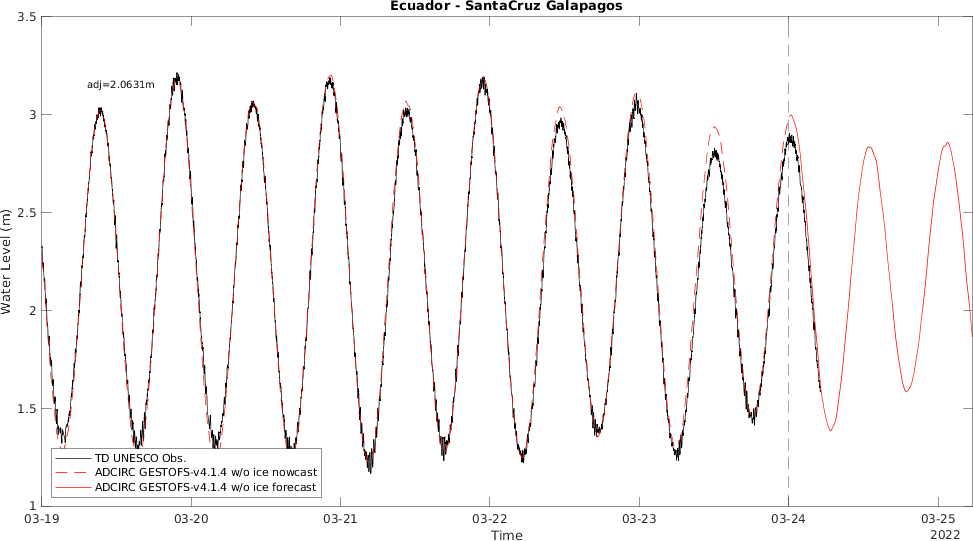 Ecuador - SantaCruz Galapagos
3.5
adj=2.0631m
3
2.5
Water Level (m)
2
1.5
TD UNESCO Obs.
ADCIRC GESTOFS-v4.1.4 w/o ice nowcast
ADCIRC GESTOFS-v4.1.4 w/o ice forecast
1
03-19 03-20 03-21 03-22 03-23 03-24 03-25
Time 2022